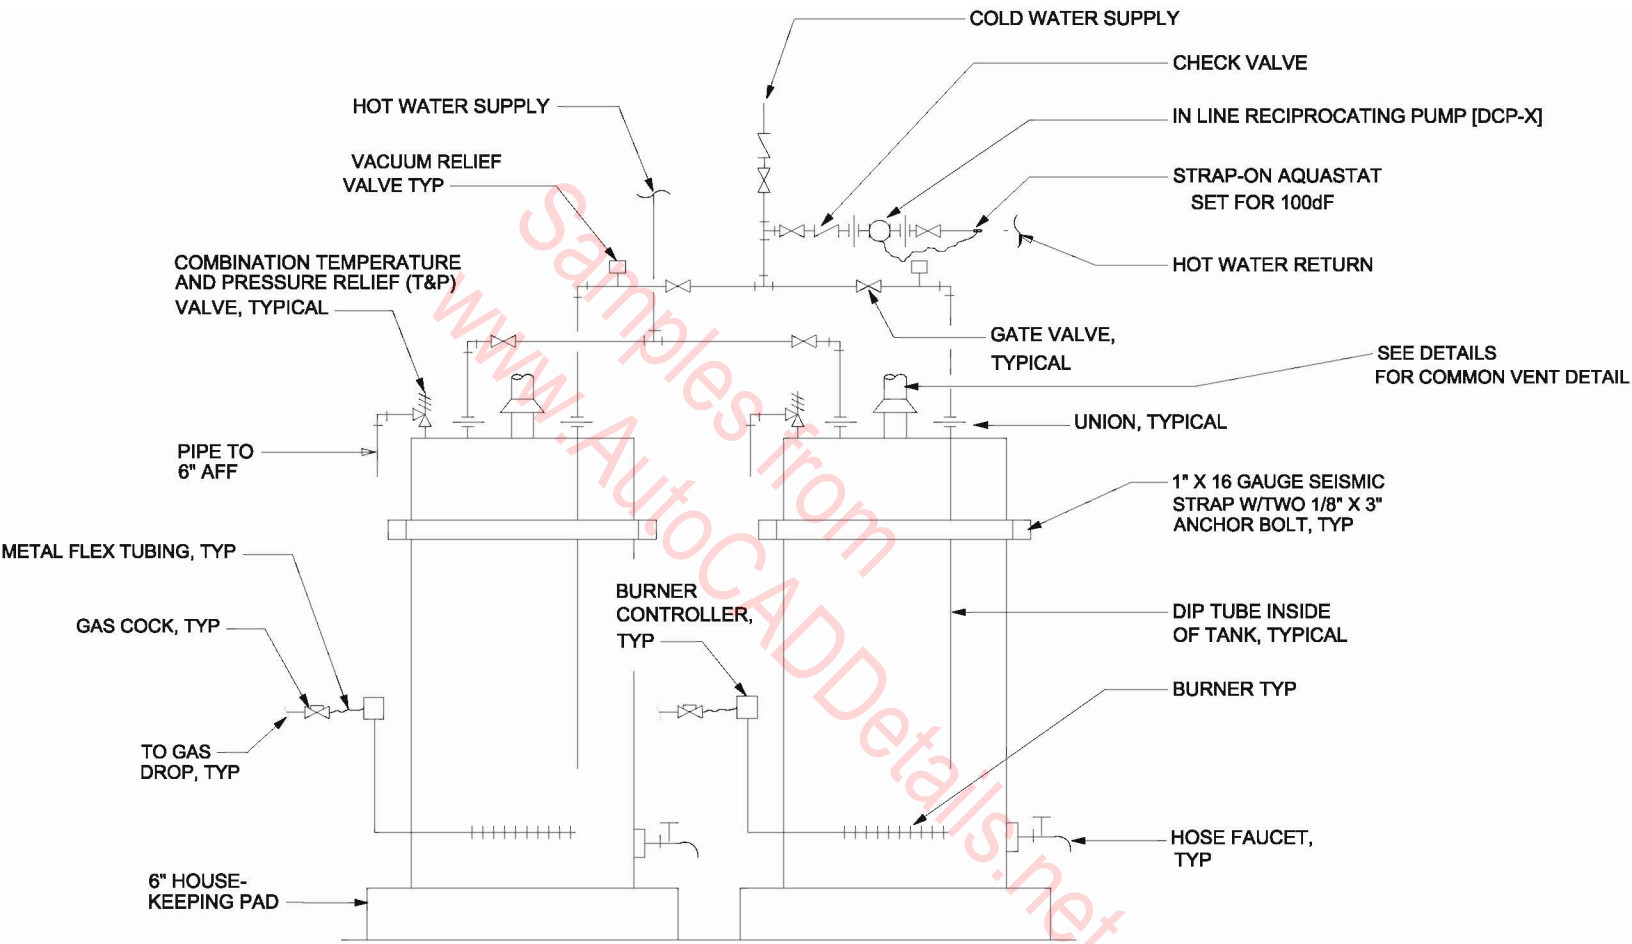 COLD WATER SUPPLY
CHECK VALVE
HOT WATER SUPPLY
IN LINE RECIPROCATING PUMP [DCP-X]
VACUUM RELIEF
VALVE TYP
STRAP-ON AQUASTAT
SET FOR 100dF
COMBINATION TEMPERATURE
AND PRESSURE RELIEF (T&P)
VALVE, TYPICAL
HOT WATER RETURN
GATE VALVE,
TYPICAL
SEE DETAILS
FOR COMMON VENT DETAIL
UNION, TYPICAL
PIPE TO
6" AFF
1" X 16 GAUGE SEISMIC
STRAP W/TWO 1/8" X 3"
ANCHOR BOLT, TYP
METAL FLEX TUBING, TYP
BURNER
CONTROLLER,
TYP
GAS COCK, TYP
DIP TUBE INSIDE
OF TANK, TYPICAL
BURNER TYP
TO GAS
DROP, TYP
HOSE FAUCET,
TYP
6" HOUSE-
KEEPING PAD
Samples from
www.AutoCADDetails.net